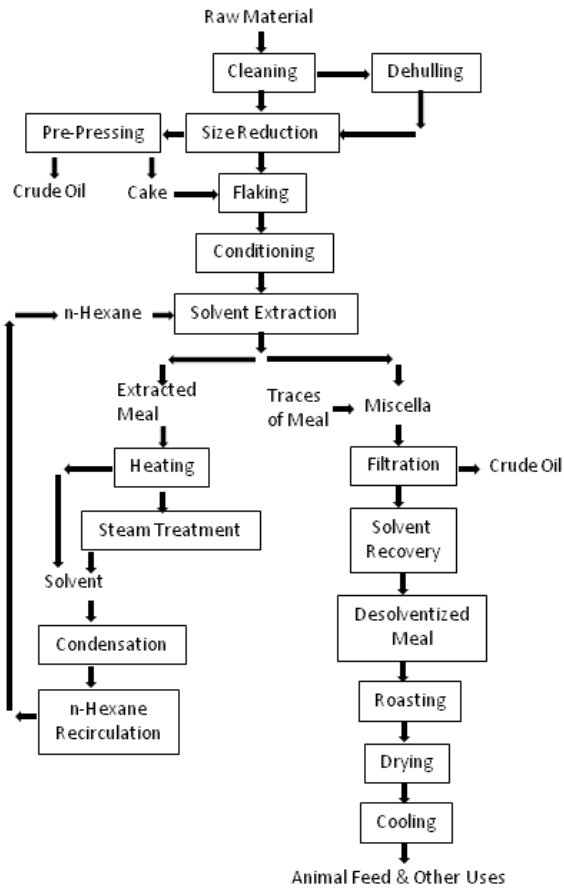 Raw Material
Cleaning
Dehulling
Pre-Pressing
Size Reduction
Crude Oil
Cake
Flaking
Conditioning
n-Hexane
Solvent Extraction
Extracted
Meal
Traces
of Meal
Miscella
Heating
Filtration
Crude Oil
Steam Treatment
Solvent
Recovery
Solvent
Condensation
Desolventized
Meal
n-Hexane
Recirculation
Roasting
Drying
Cooling
Animal Feed & Other Uses